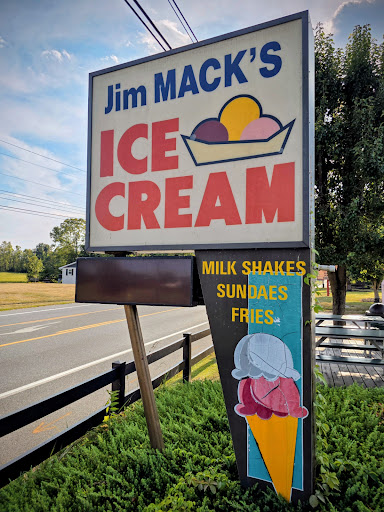 Jim MACK'S
ICE
CREAM
MILK SHAKES
SUNDAES
FRIES